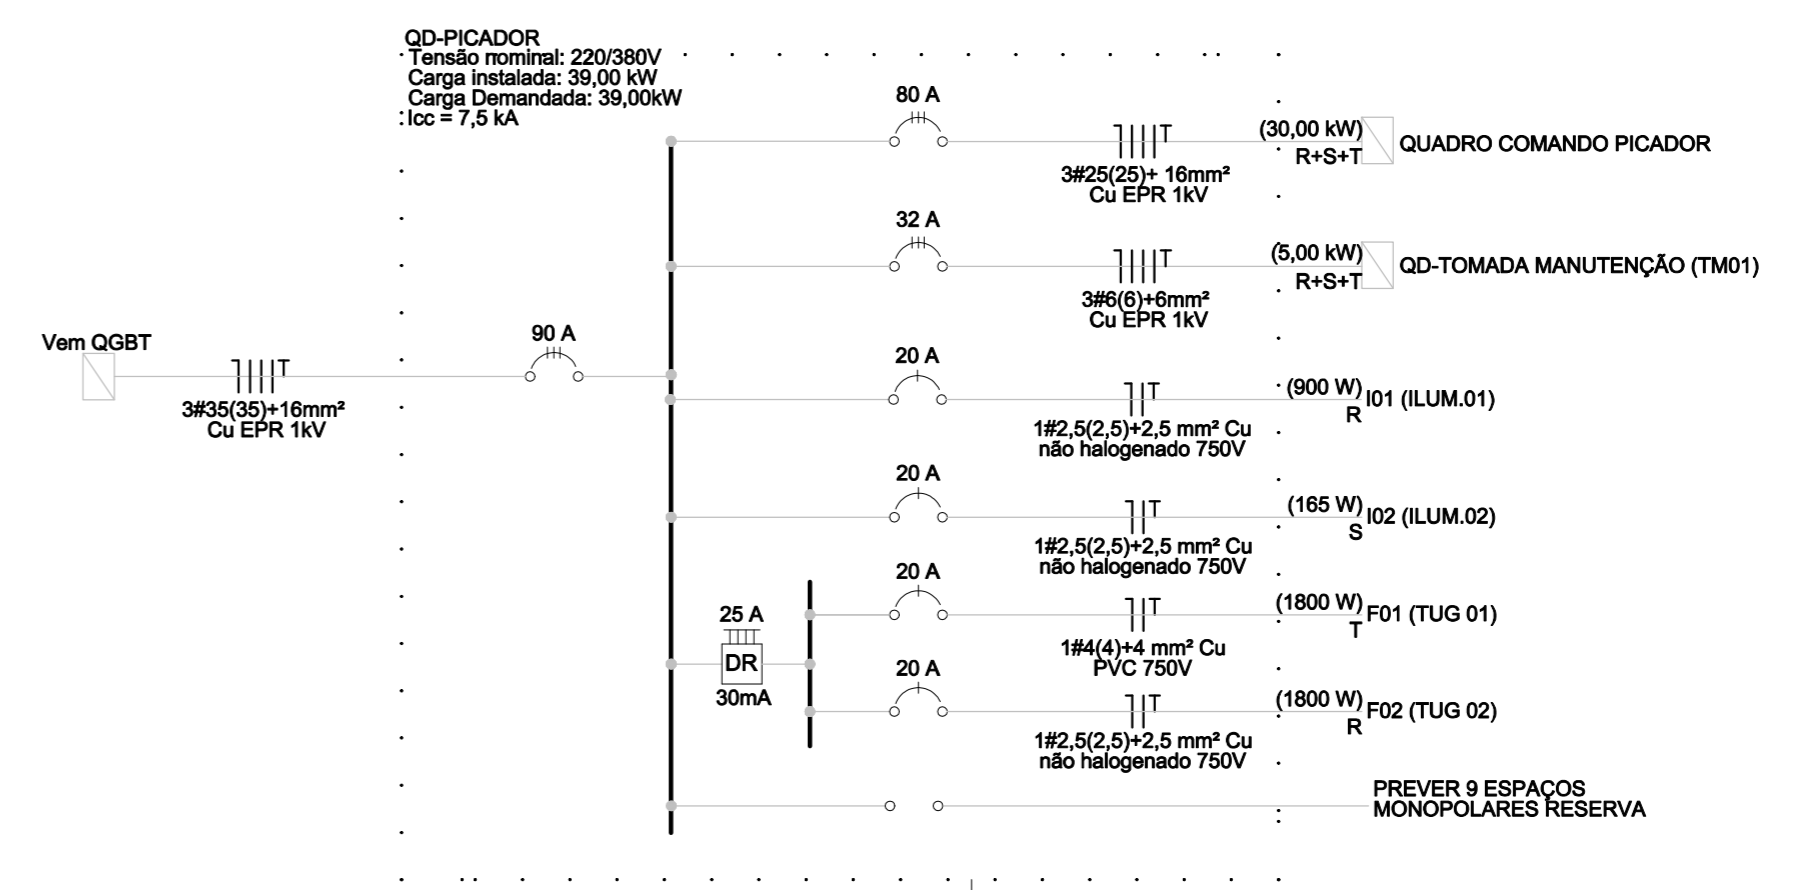 QD-PICADOR
Tensão nominal: 220/380V
Carga instalada: 39,00 kW
Carga Demandada: 39,00kW
Icc = 7,5 kA
80 A
(30,00 kW)
R+S+T
QUADRO COMANDO PICADOR
T
3#25(25)+ 16mm²
Cu EPR 1kV
32 A
(5,00 kW)
R+S+T
QD-TOMADA MANUTENÇÃO (TM01)
T
3#6(6)+6mm²
Cu EPR 1kV
Vem QGBT
T
3#35(35)+16mm²
Cu EPR 1kV
90 A
20 A
(900 W)
R
I01 (ILUM.01)
T
1#2,5(2,5)+2,5 mm² Cu
não halogenado 750V
20 A
(165 W)
S
I02 (ILUM.02)
T
1#2,5(2,5)+2,5 mm² Cu
não halogenado 750V
25 A
DR
30mA
20 A
(1800 W)
T
F01 (TUG 01)
T
1#4(4)+4 mm² Cu
PVC 750V
20 A
(1800 W)
R
F02 (TUG 02)
T
1#2,5(2,5)+2,5 mm² Cu
não halogenado 750V
PREVER 9 ESPAÇOS
MONOPOLARES RESERVA